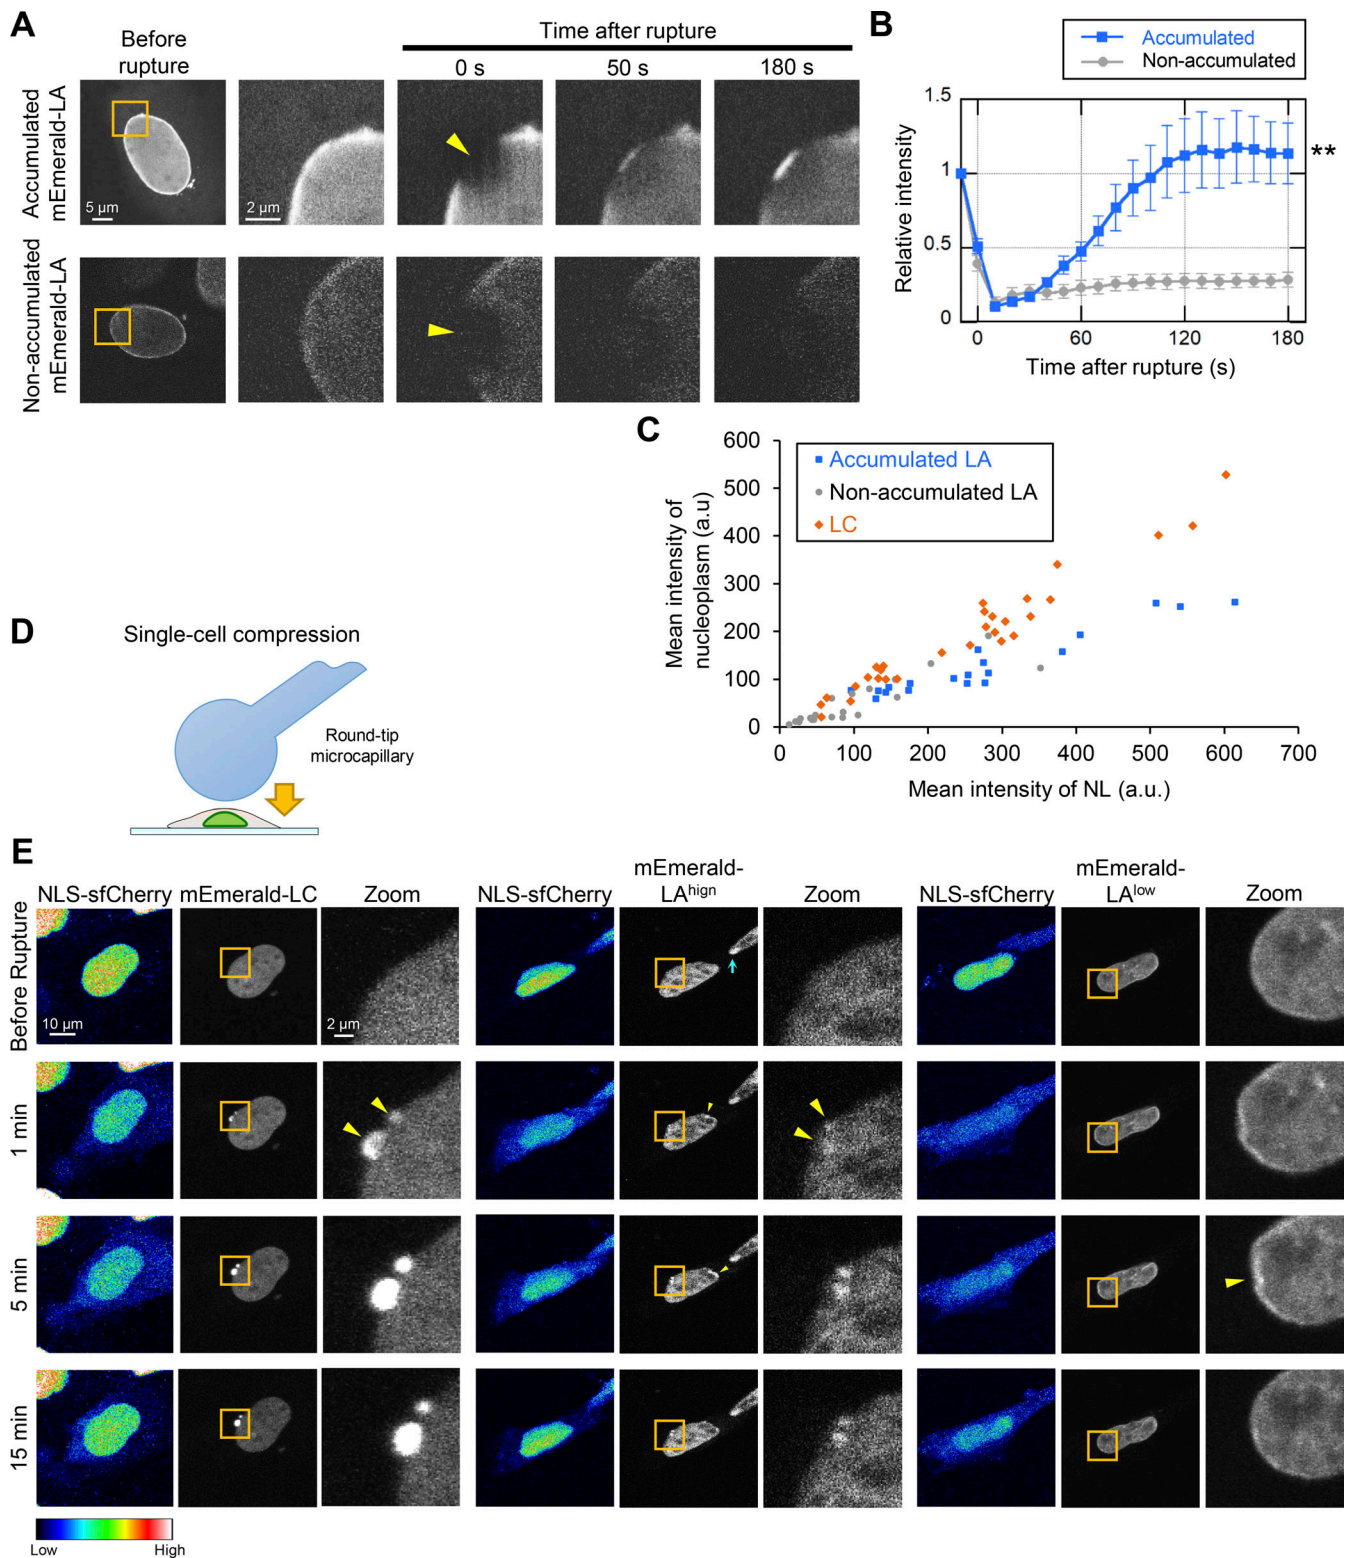 A
Before
rupture
Time after rupture
0 s
50 s
180 s
Accumulated
mEmerald-LA
5 μm
2 μm
Non-accumulated
mEmerald-LA
B
Accumulated
Non-accumulated
Relative intensity
1.5
1
0.5
0
**
0
60
120
180
Time after rupture (s)
C
Mean intensity of
nucleoplasm (a.u)
600
500
400
300
200
100
0
Accumulated LA
Non-accumulated LA
LC
0
100
200
300
400
500
600
700
Mean intensity of NL (a.u.)
D
Single-cell compression
Round-tip
microcapillary
E
NLS-sfCherry
mEmerald-LC
Zoom
NLS-sfCherry
mEmerald-
LAhign
Zoom
NLS-sfCherry
mEmerald-
LAlow
Zoom
Before Rupture
10 μm
2 μm
1 min
5 min
15 min
Low
High